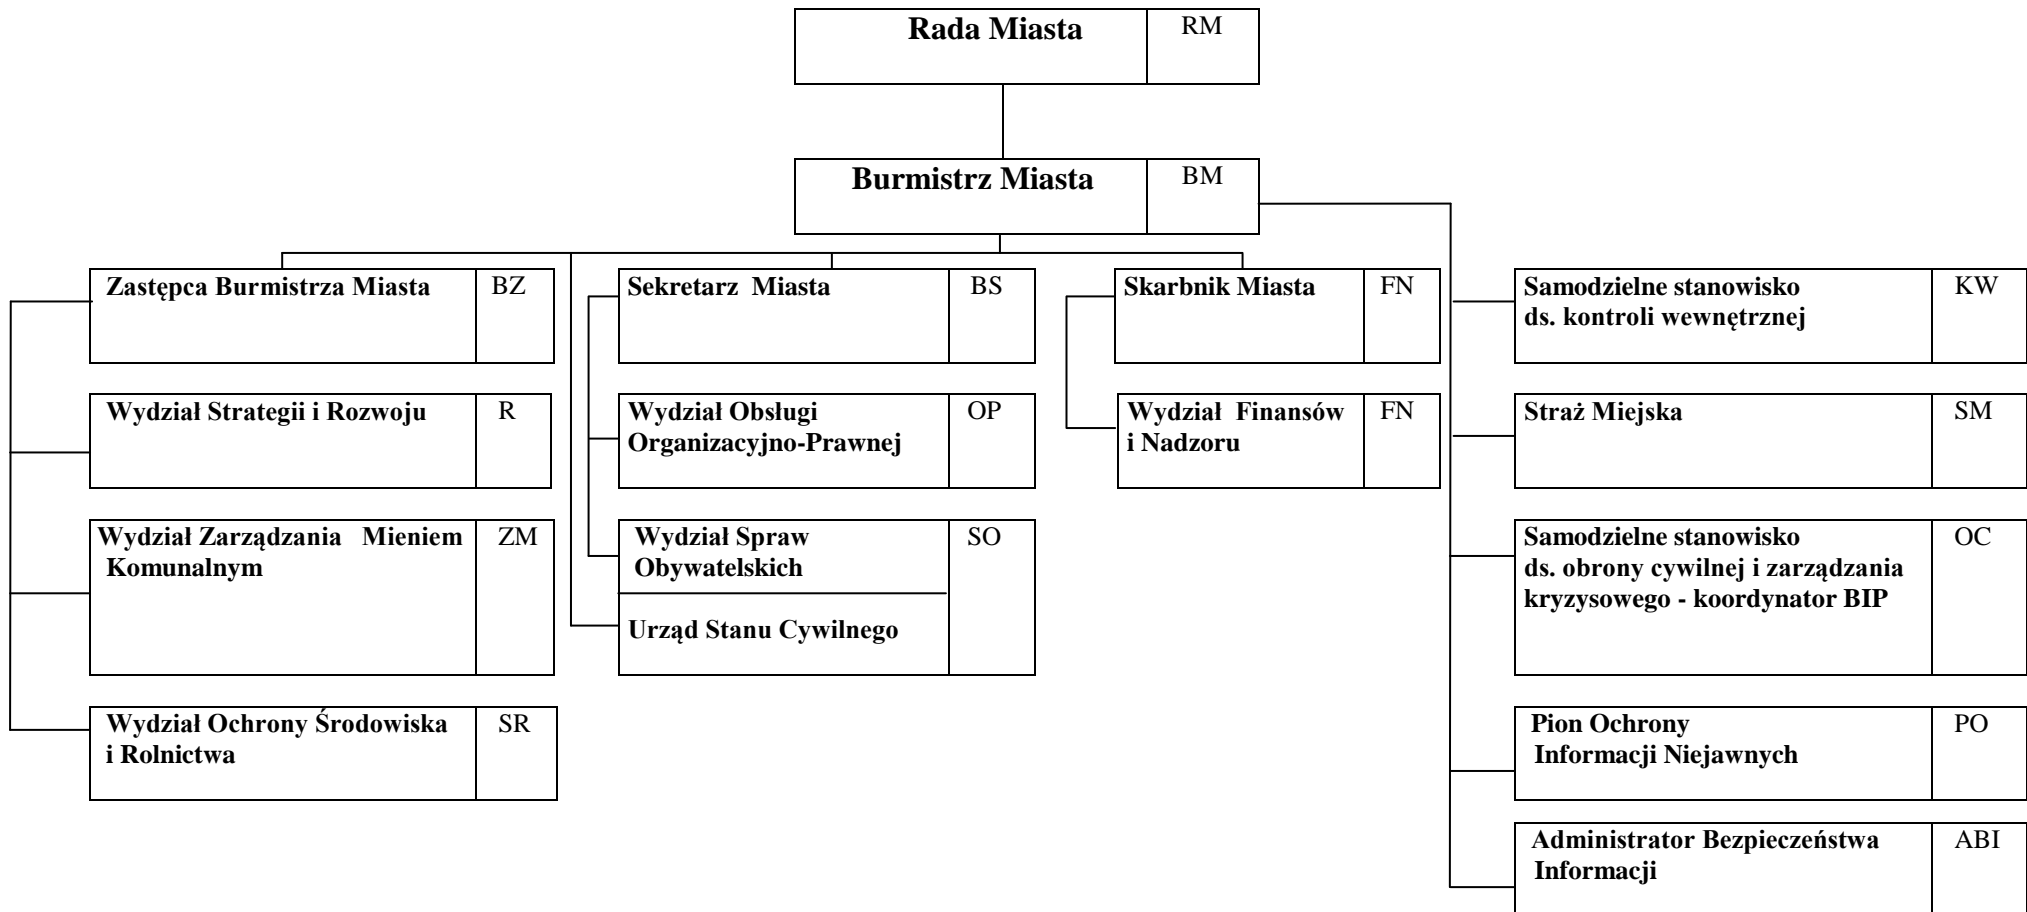 Rada Miasta RM
Burmistrz Miasta BM
Zastępca Burmistrza Miasta BZ
Sekretarz Miasta BS
Skarbnik Miasta FN
Samodzielne stanowisko KW
ds. kontroli wewnętrznej
Wydział Strategii i Rozwoju R
Wydział Obsługi OP
Organizacyjno-Prawnej
Wydział Finansów FN
i Nadzoru
Straż Miejska SM
Wydział Zarządzania Mieniem ZM
Komunalnym
Wydział Spraw SO
Obywatelskich
Urząd Stanu Cywilnego
Samodzielne stanowisko OC
ds. obrony cywilnej i zarządzania
kryzysowego - koordynator BIP
Wydział Ochrony Środowiska SR
i Rolnictwa
Pion Ochrony PO
Informacji Niejawnych
Administrator Bezpieczeństwa ABI
Informacji